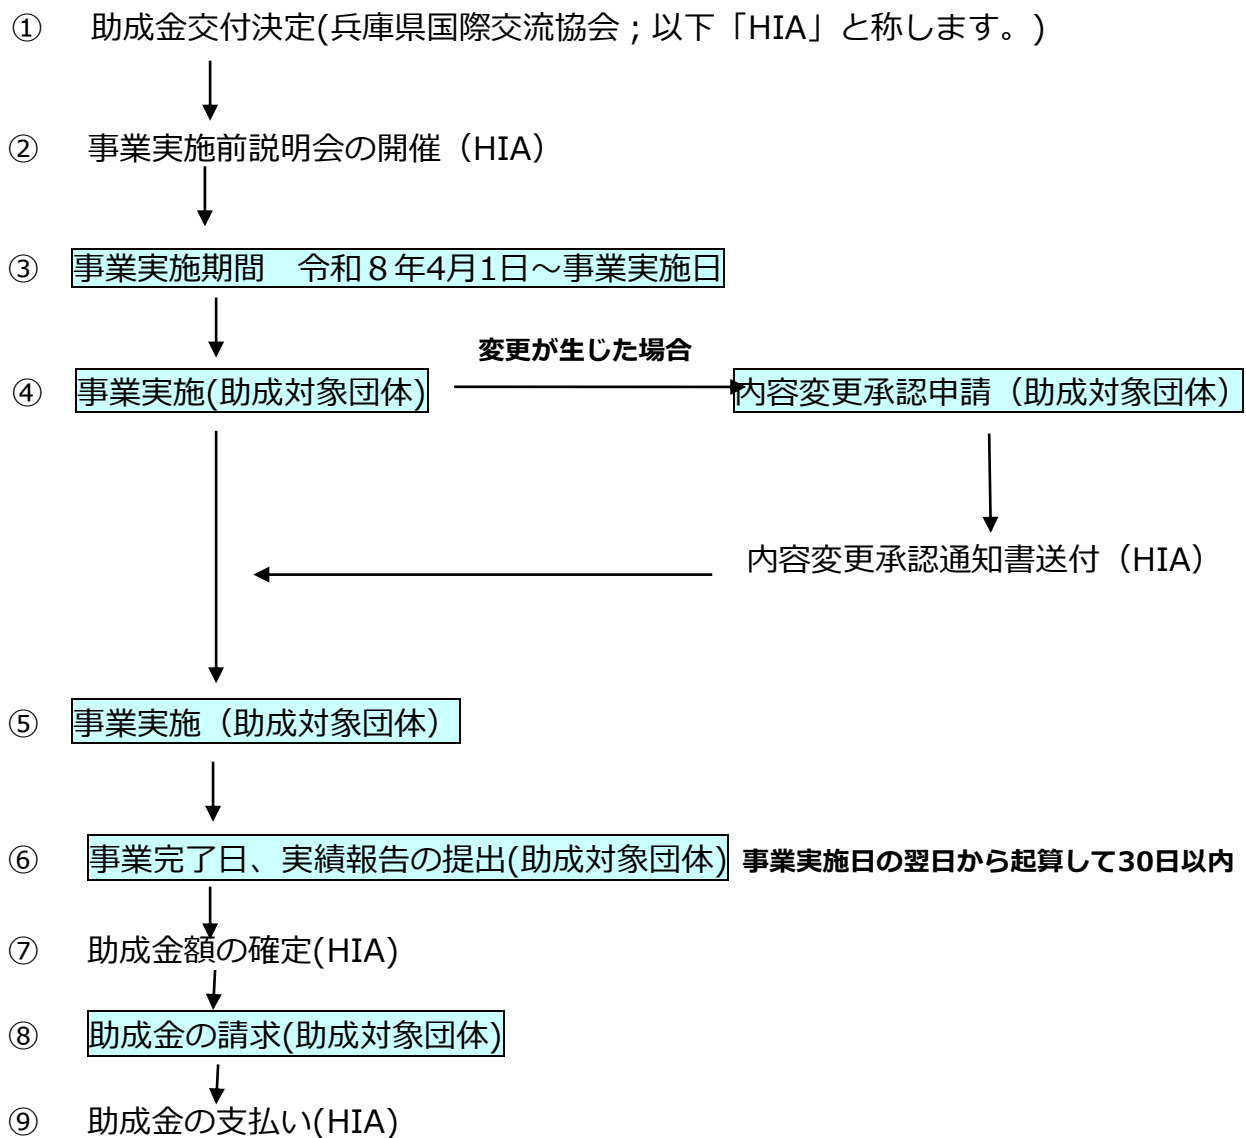 ① 助成金交付決定(兵庫県国際交流協会；以下「HIA」と称します。)
② 事業実施前説明会の開催（HIA）
③ 事業実施期間　令和８年4月1日～事業実施日
変更が生じた場合
④ 事業実施(助成対象団体) 内容変更承認申請（助成対象団体）
内容変更承認通知書送付（HIA）
⑤ 事業実施（助成対象団体）
⑥ 事業完了日、実績報告の提出(助成対象団体) 事業実施日の翌日から起算して30日以内
⑦ 助成金額の確定(HIA)
⑧ 助成金の請求(助成対象団体)
⑨ 助成金の支払い(HIA)